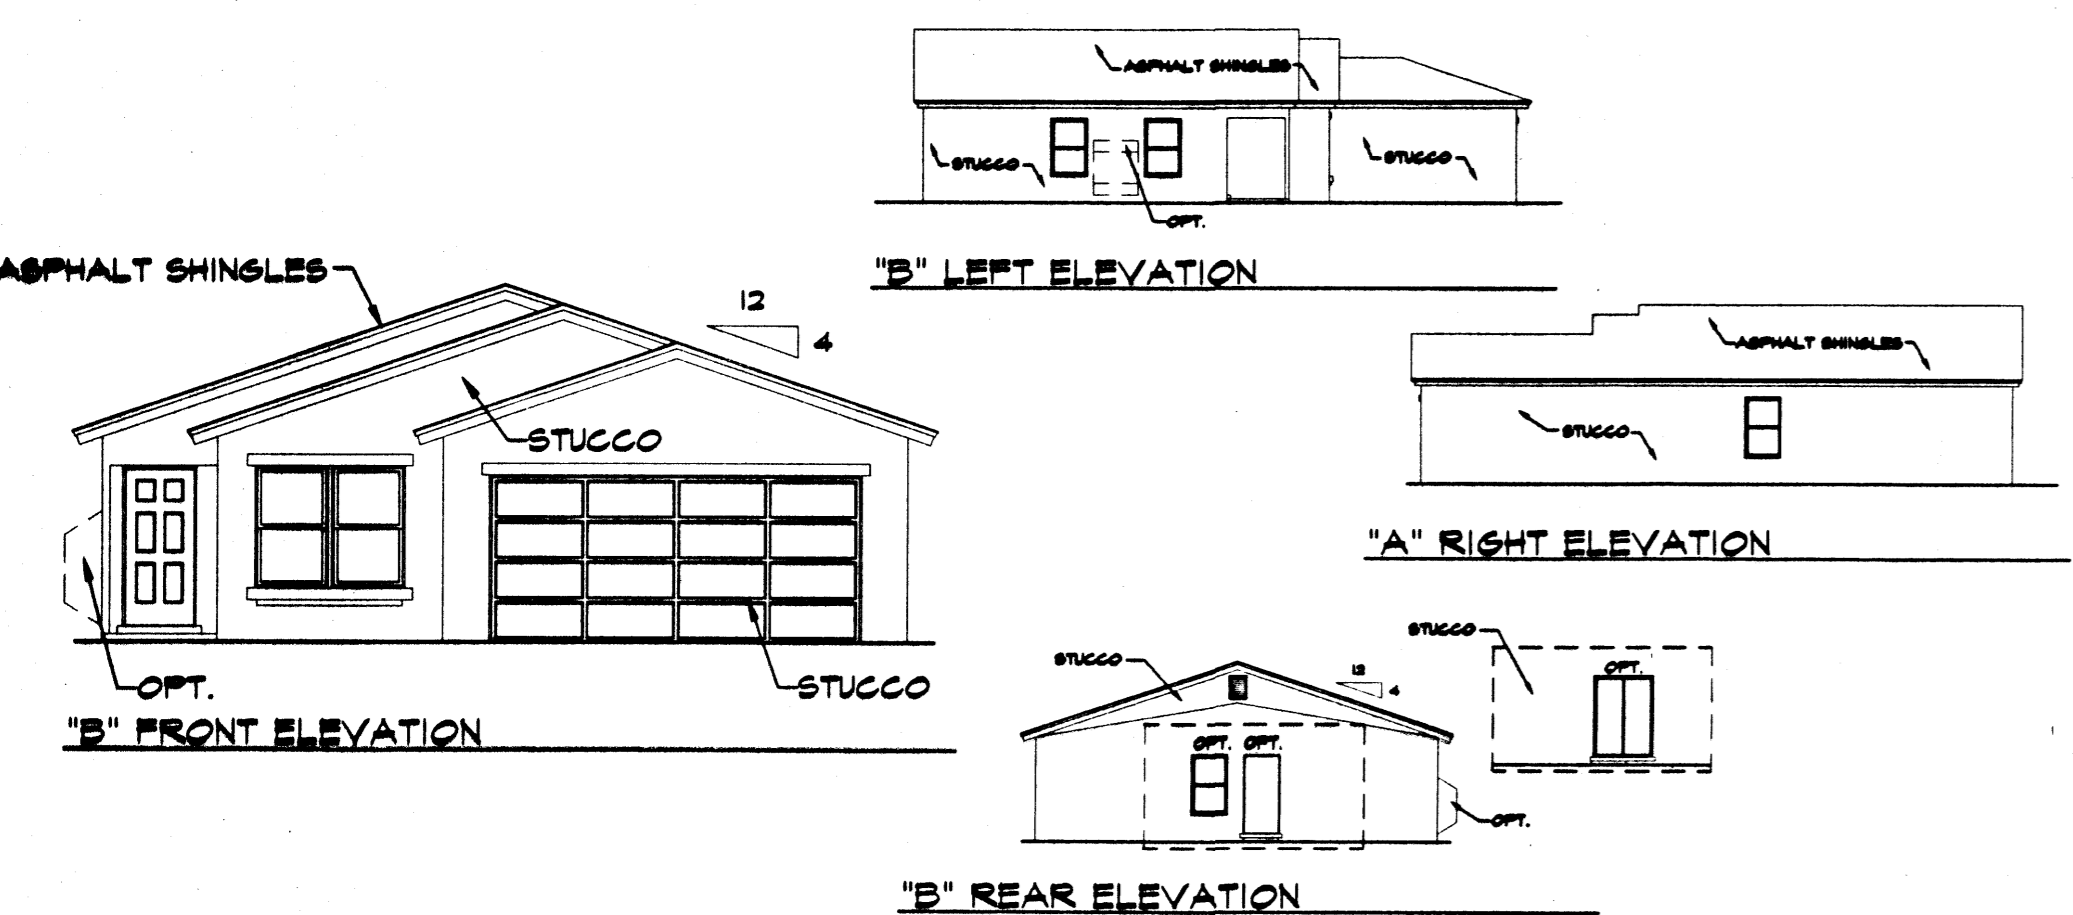 ASPHALT SHINGLES
STUCCO
STUCCO
OPT.
"B" LEFT ELEVATION
ASPHALT SHINGLES
12
4
STUCCO
OPT.
STUCCO
"B" FRONT ELEVATION
ASPHALT SHINGLES
STUCCO
"A" RIGHT ELEVATION
STUCCO
12
4
OPT. OPT.
OPT.
"B" REAR ELEVATION
STUCCO
OPT.